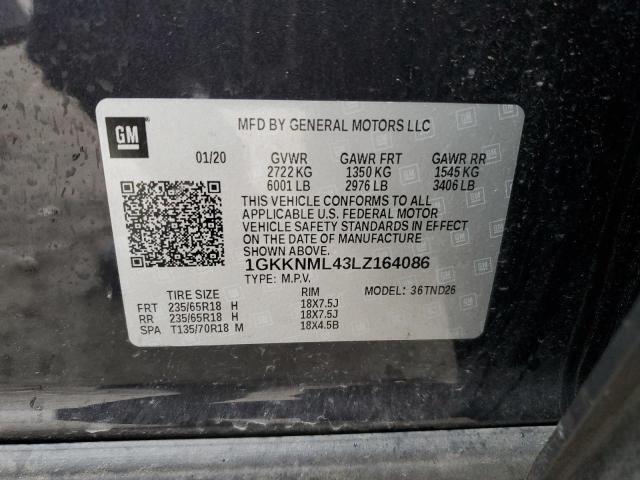 GM
MFD BY GENERAL MOTORS LLC
01/20 GVWR GAWR FRT GAWR RR
2722 KG 1350 KG 1545 KG
6001 LB 2976 LB 3406 LB
THIS VEHICLE CONFORMS TO ALL
APPLICABLE U.S. FEDERAL MOTOR
VEHICLE SAFETY STANDARDS IN EFFECT
ON THE DATE OF MANUFACTURE
SHOWN ABOVE.
1GKKNML43LZ164086
TYPE: M.P.V.
TIRE SIZE RIM MODEL: 36TND26
FRT 235/65R18 H 18X7.5J
RR 235/65R18 H 18X7.5J
SPA T135/70R18 M 18X4.5B